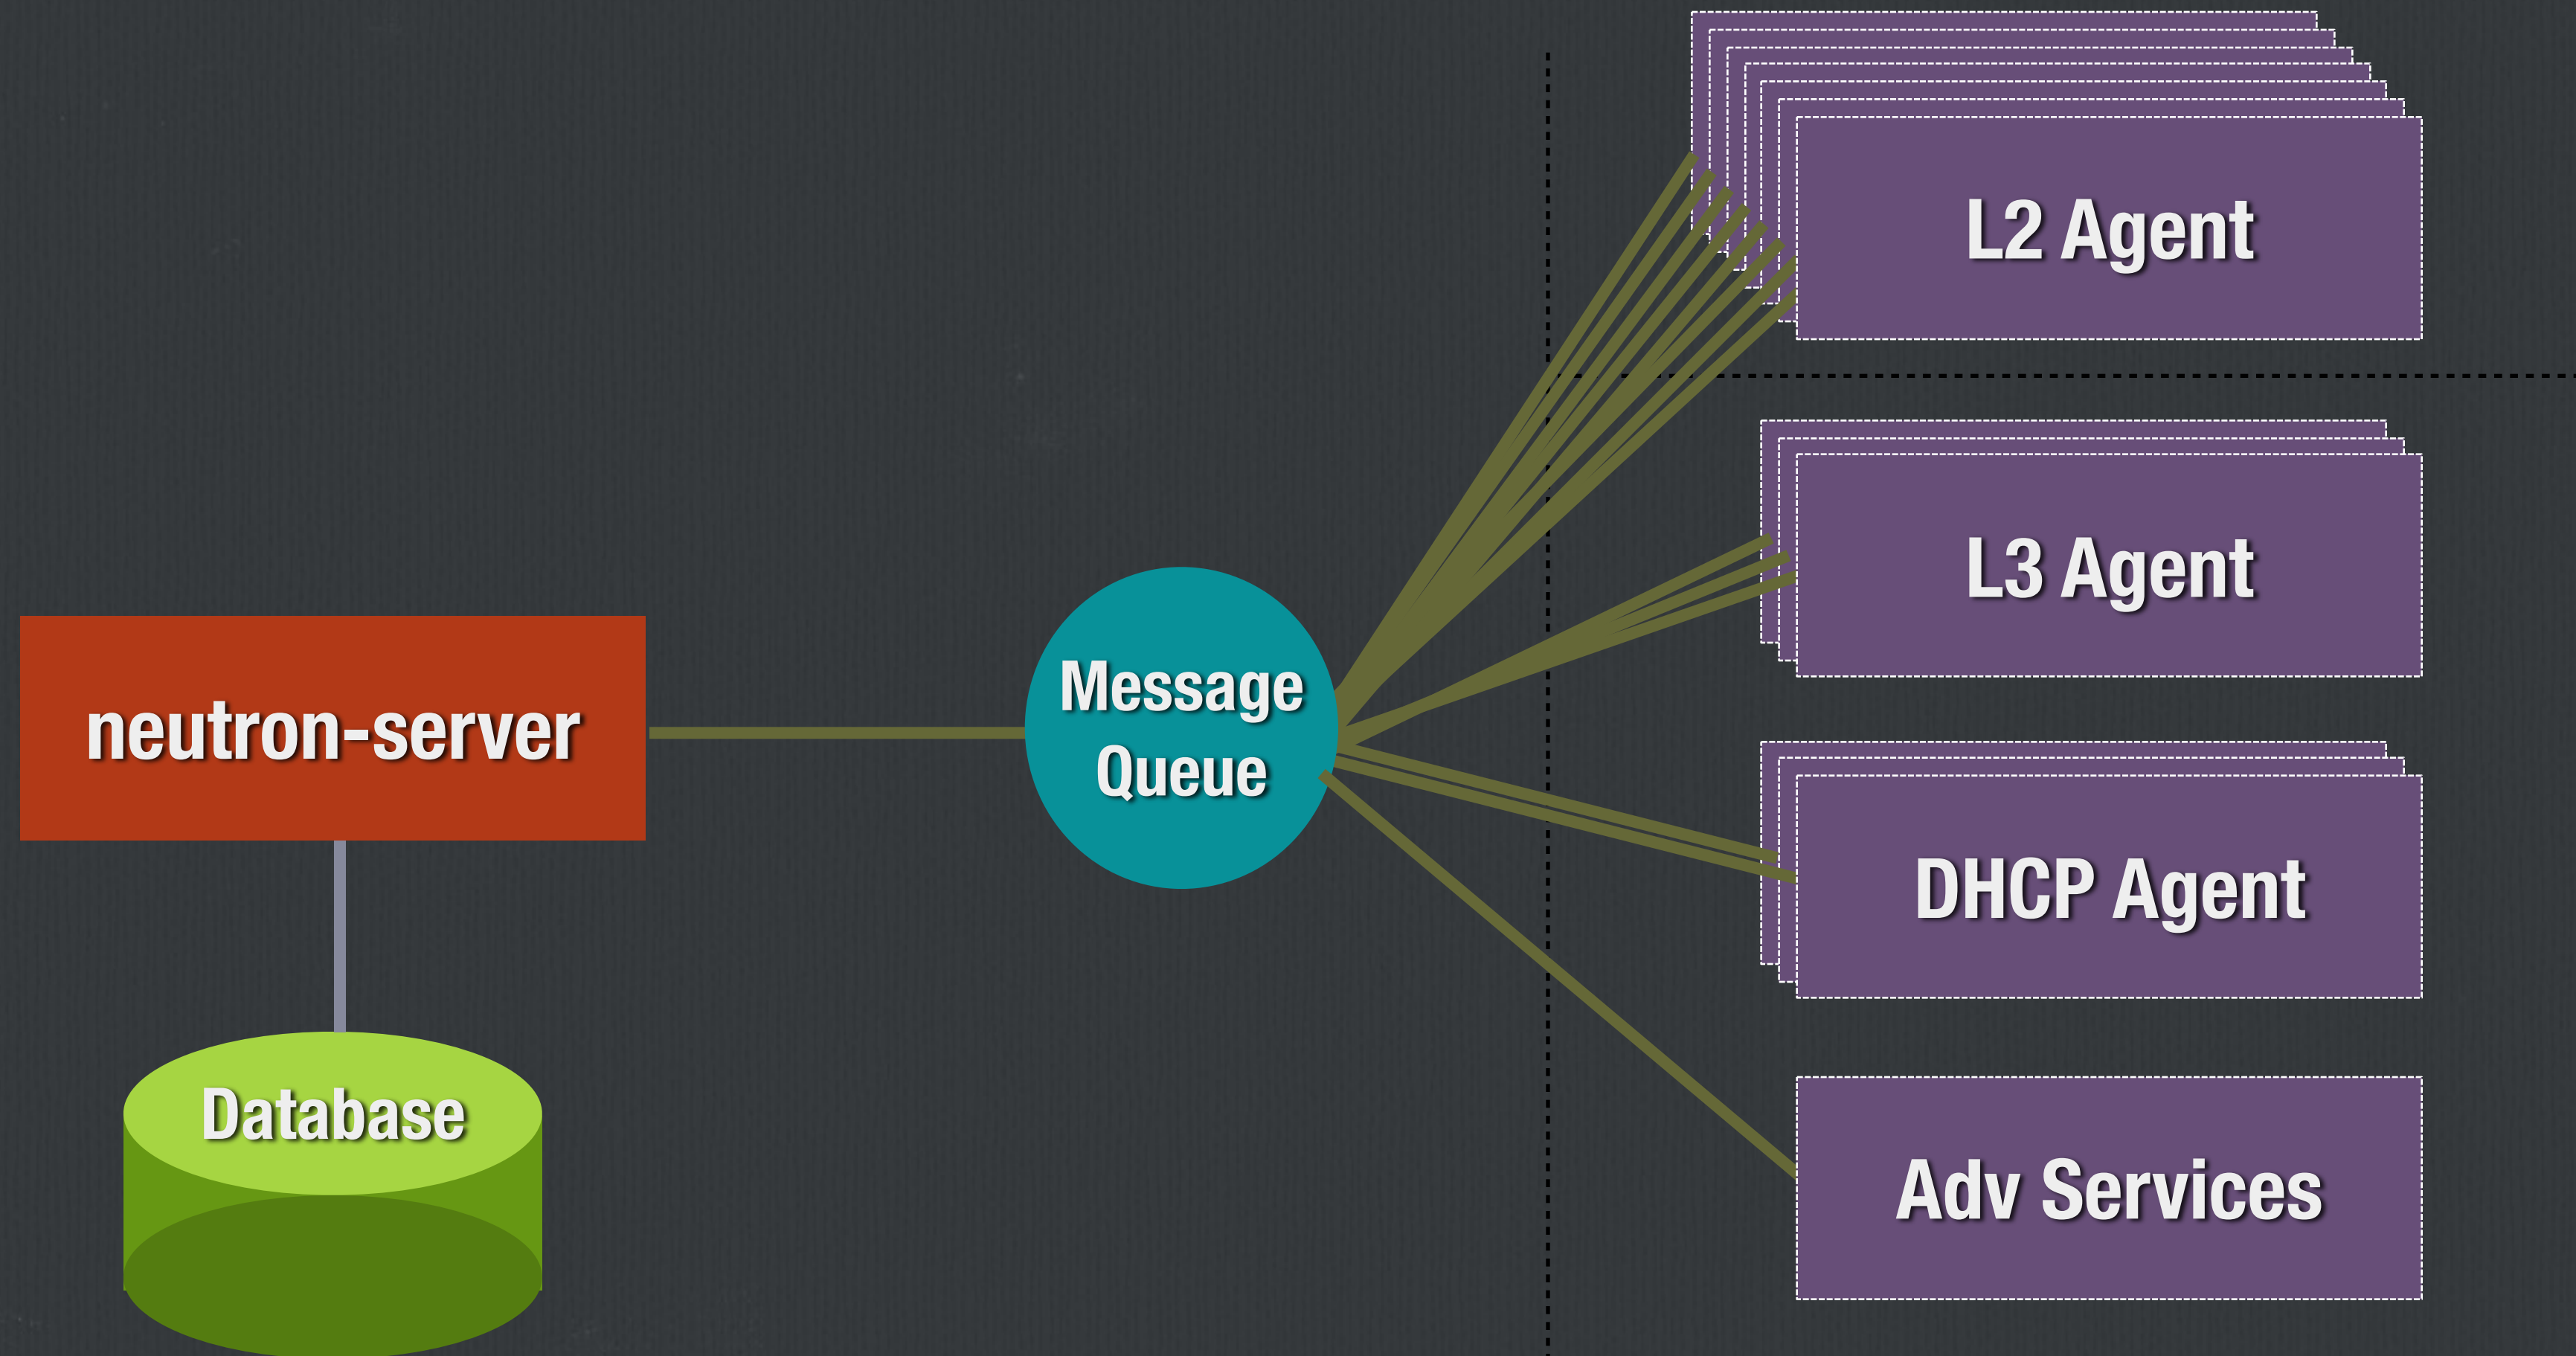 L2 Agent
L3 Agent
neutron-server
Message
Queue
DHCP Agent
Database
Adv Services